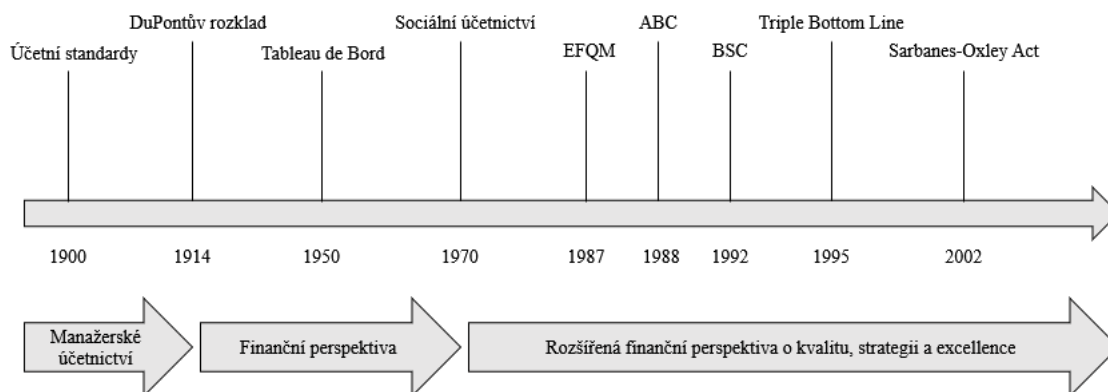 DuPontův rozklad
Sociální účetnictví
ABC
Triple Bottom Line
Účetní standardy
Tableau de Bord
EFQM
BSC
Sarbanes-Oxley Act
1900
1914
1950
1970
1987
1988
1992
1995
2002
Manažerské
účetnictví
Finanční perspektiva
Rozšířená finanční perspektiva o kvalitu, strategii a excellence